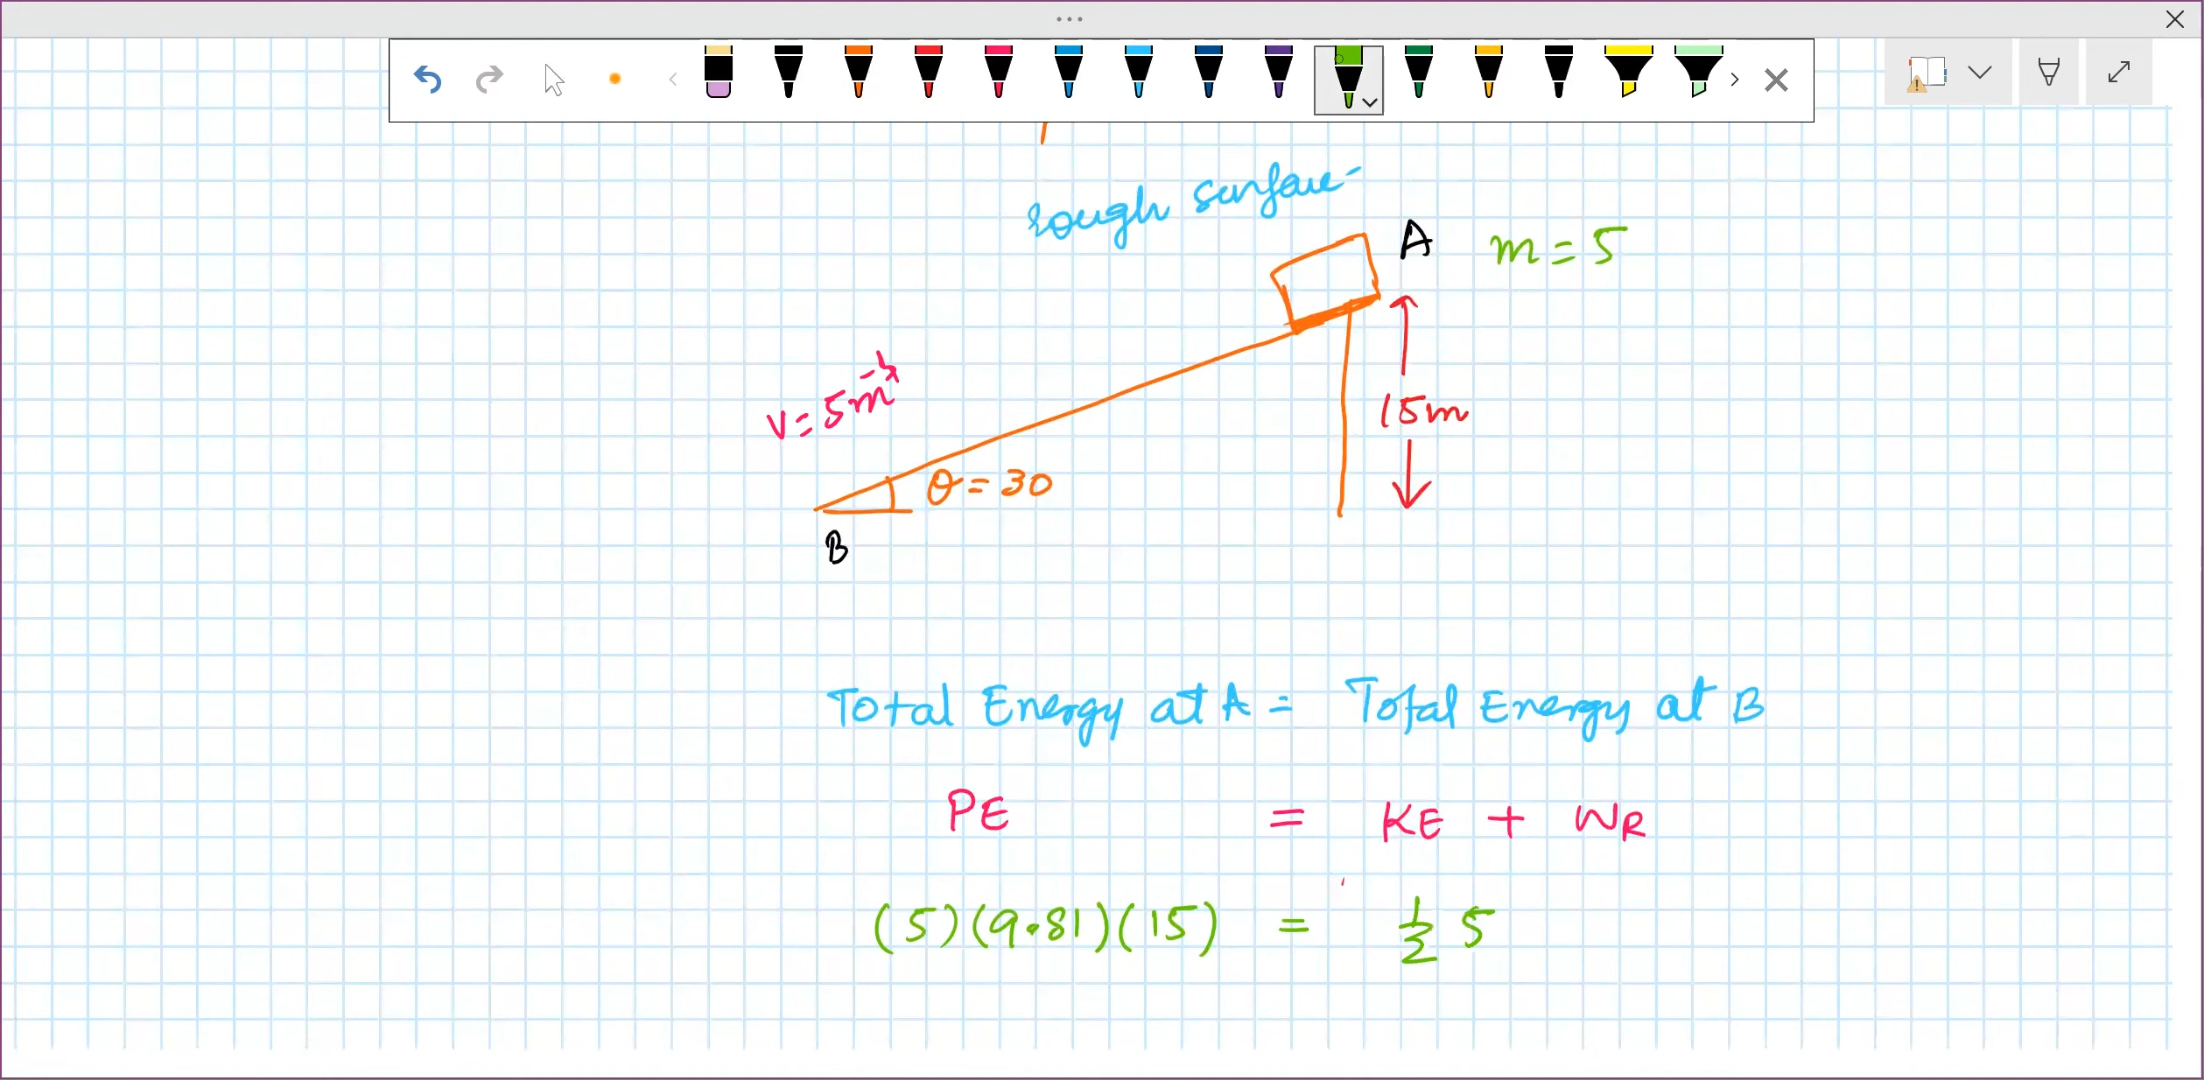 rough surface
A m = 5
15m
v = 5m⁻¹
θ = 30
B
Total Energy at A = Total Energy at B
PE = KE + WR
(5)(9.81)(15) = 1/2 5